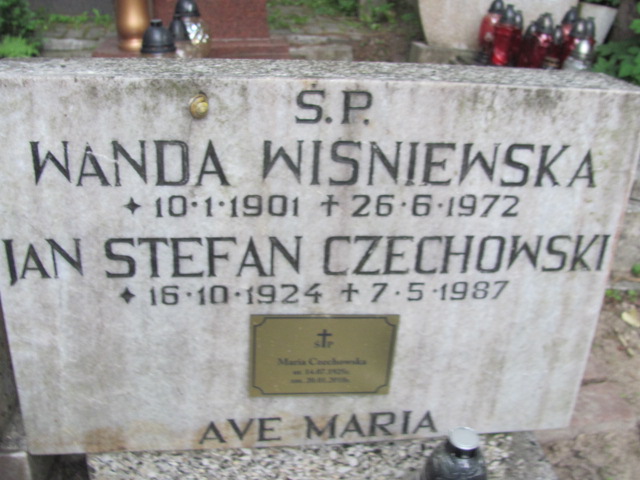 Ś.P.
WANDA WIŚNIEWSKA
✦ 10·1·1901 ✝ 26·6·1972
JAN STEFAN CZECHOWSKI
✦ 16·10·1924 ✝ 7·5·1987
Ś✝P
Maria Czechowska
AVE MARIA